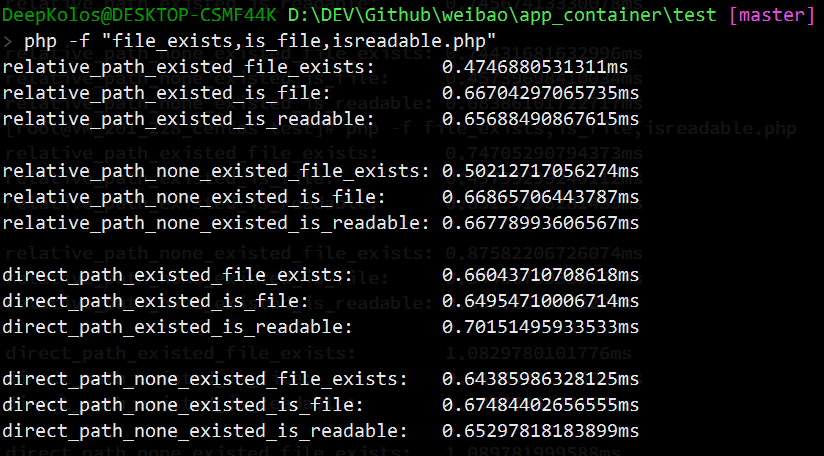 DeepKolos@DESKTOP-CSMF44K D:\DEV\Github\weibao\app_container\test [master]
> php -f "file_exists,is_file,isreadable.php"
relative_path_existed_file_exists: 0.4746880531311ms
relative_path_existed_is_file: 0.66704297065735ms
relative_path_existed_is_readable: 0.65688490867615ms
relative_path_none_existed_file_exists: 0.50212717056274ms
relative_path_none_existed_is_file: 0.66865706443787ms
relative_path_none_existed_is_readable: 0.66778993606567ms
direct_path_existed_file_exists: 0.66043710708618ms
direct_path_existed_is_file: 0.64954710006714ms
direct_path_existed_is_readable: 0.70151495933533ms
direct_path_none_existed_file_exists: 0.64385986328125ms
direct_path_none_existed_is_file: 0.67484402656555ms
direct_path_none_existed_is_readable: 0.65297818183899ms